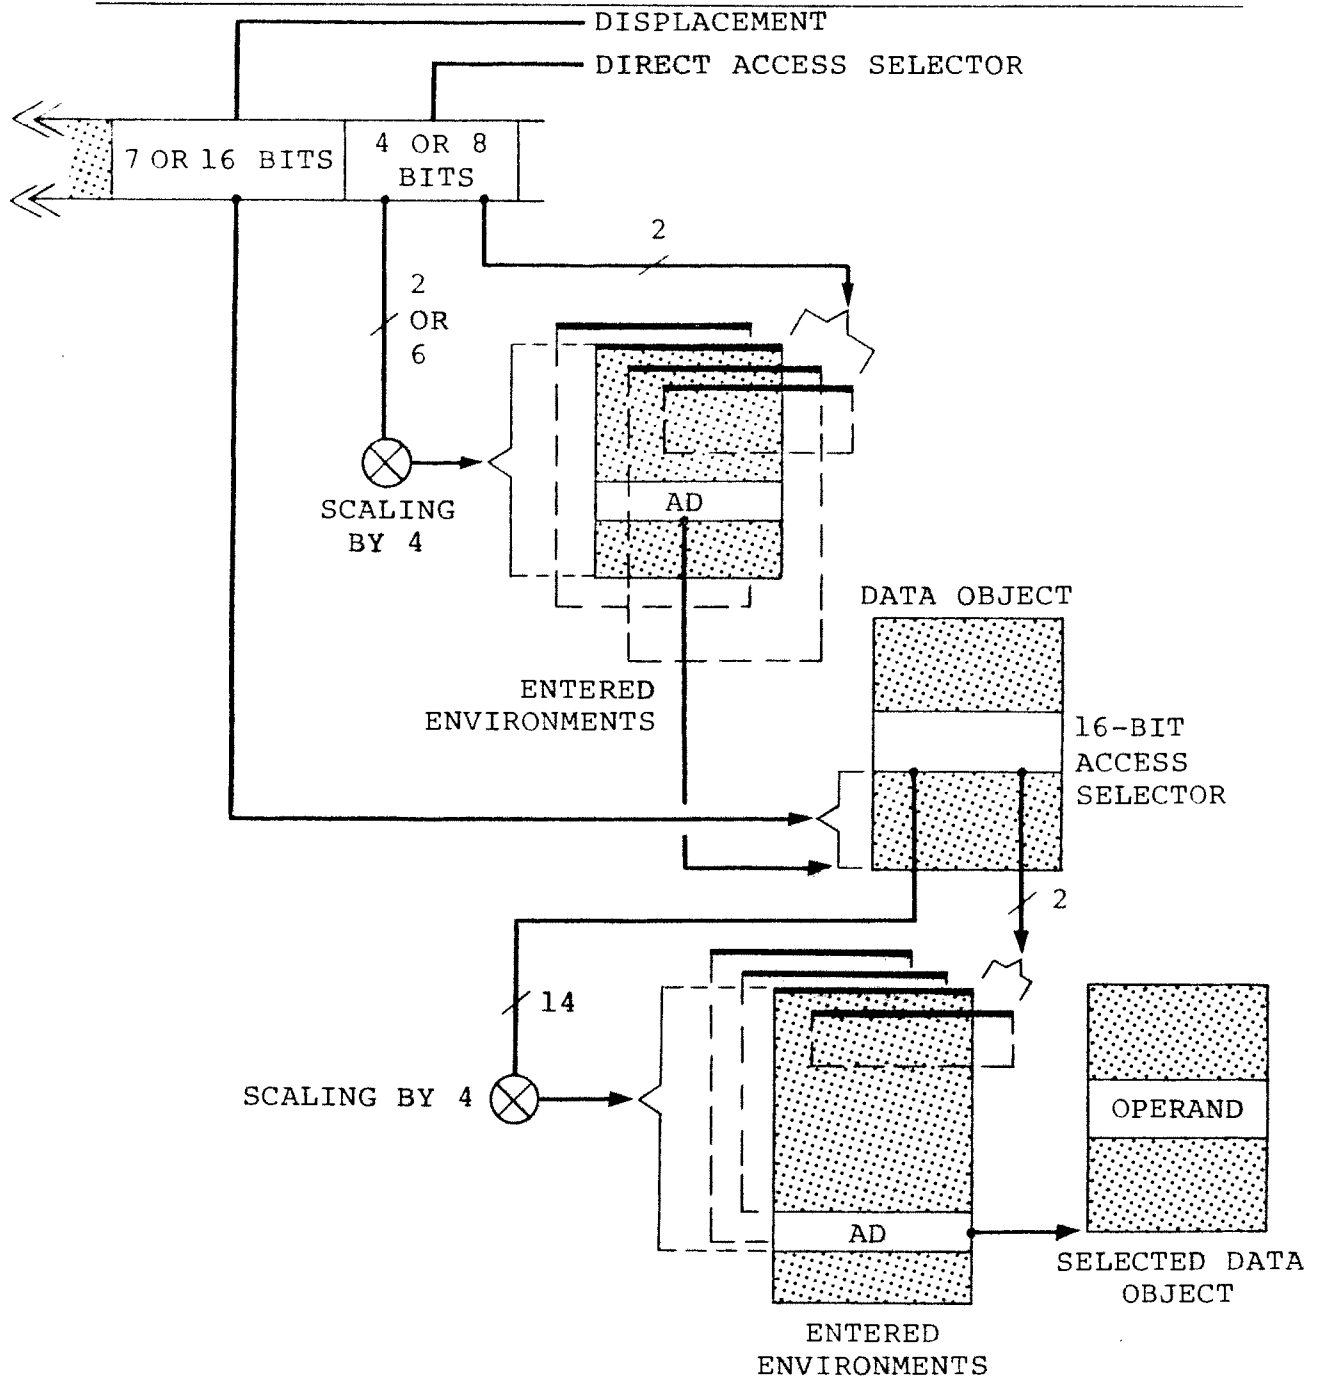 DISPLACEMENT
DIRECT ACCESS SELECTOR
7 OR 16 BITS
4 OR 8
BITS
2
2
OR
6
SCALING
BY 4
AD
DATA OBJECT
ENTERED
ENVIRONMENTS
16-BIT
ACCESS
SELECTOR
2
14
SCALING BY 4
OPERAND
AD
SELECTED DATA
OBJECT
ENTERED
ENVIRONMENTS